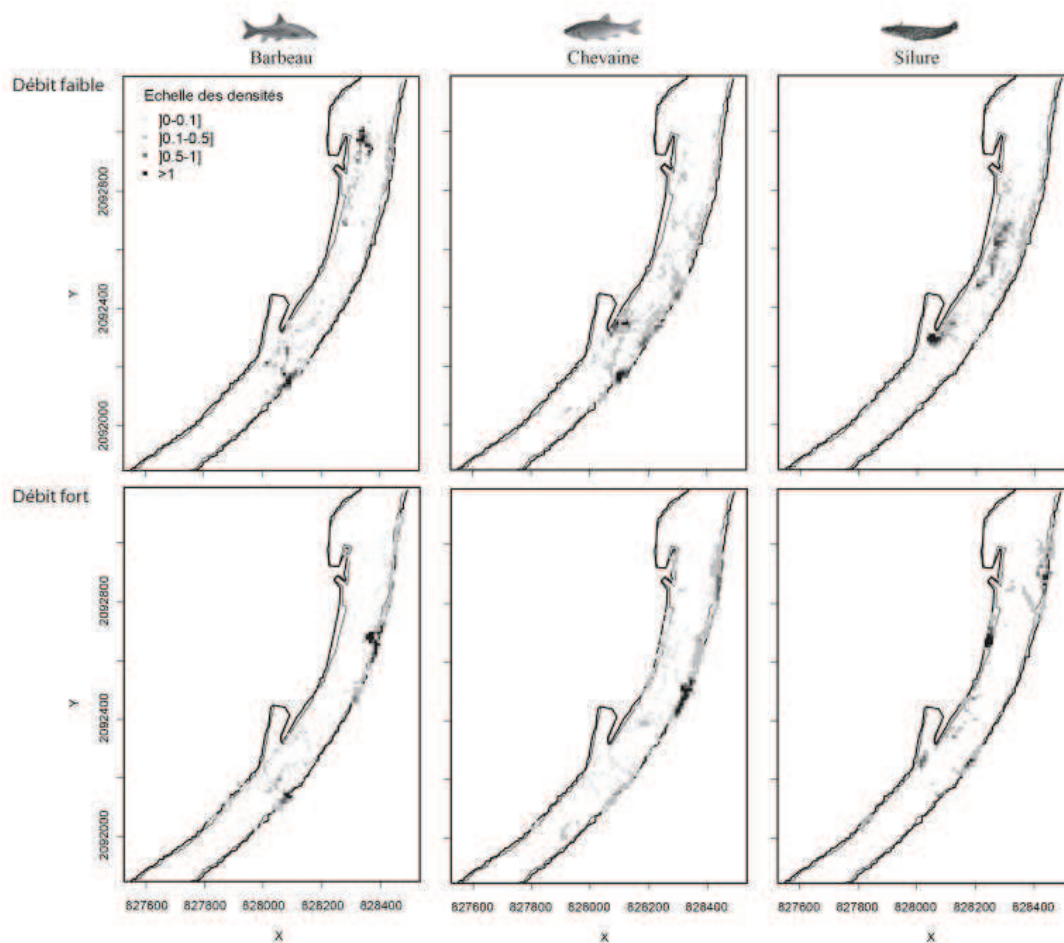 Barbeau Chevaine Silure
Débit faible
Echelle des densités
]0-0.1]
]0.1-0.5]
]0.5-1]
>1
2092800
Y
2092400
2092000
Débit fort
2092800
Y
2092400
2092000
827600 827800 828000 828200 828400 827600 827800 828000 828200 828400 827600 827800 828000 828200 828400
X X X